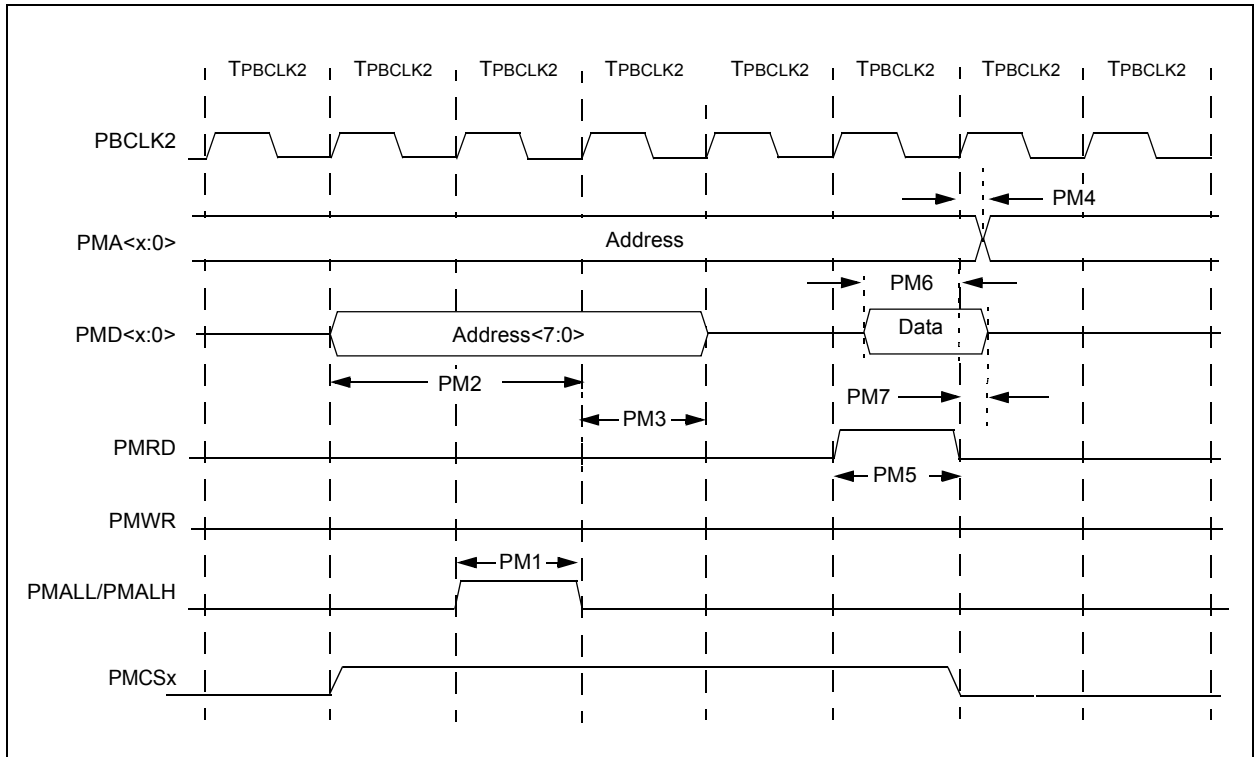 TPBCLK2 TPBCLK2 TPBCLK2 TPBCLK2 TPBCLK2 TPBCLK2 TPBCLK2 TPBCLK2
PBCLK2
PM4
PMA<x:0>
Address
PM6
PMD<x:0>
Address<7:0>
Data
PM2
PM7
PM3
PMRD
PM5
PMWR
PM1
PMALL/PMALH
PMCSx